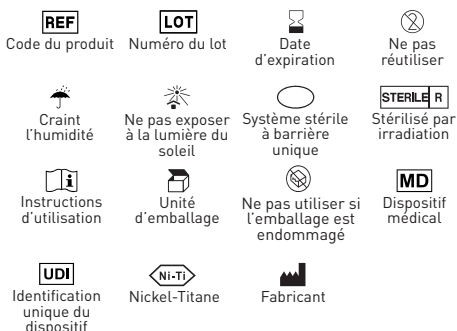 REF
Code du produit
LOT
Numéro du lot
Date
d'expiration
2
Ne pas
réutiliser
Craint
l'humidité
Ne pas exposer
à la lumière du
soleil
Système stérile
à barrière
unique
STERILE R
Stérilisé par
irradiation
i
Instructions
d'utilisation
Unité
d'emballage
Ne pas utiliser si
l'emballage est
endommagé
MD
Dispositif
médical
UDI
Identification
unique du
dispositif
Ni-Ti
Nickel-Titane
Fabricant